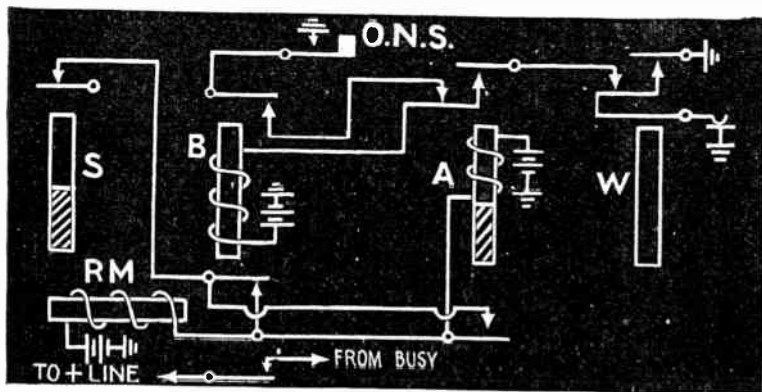 O.N.S.
B
S
A
W
RM
FROM BUSY
TO + LINE